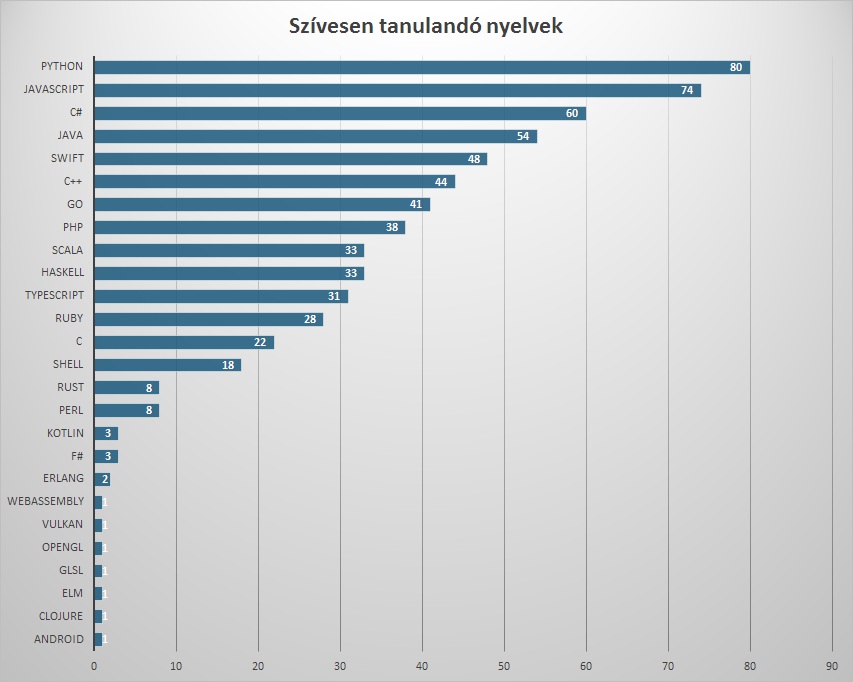 Szívesen tanulandó nyelvek
PYTHON 80
JAVASCRIPT 74
C# 60
JAVA 54
SWIFT 48
C++ 44
GO 41
PHP 38
SCALA 33
HASKELL 33
TYPESCRIPT 31
RUBY 28
C 22
SHELL 18
RUST 8
PERL 8
KOTLIN 3
F# 3
ERLANG 2
WEBASSEMBLY 1
VULKAN 1
OPENGL 1
GLSL 1
ELM 1
CLOJURE 1
ANDROID 1
0 10 20 30 40 50 60 70 80 90